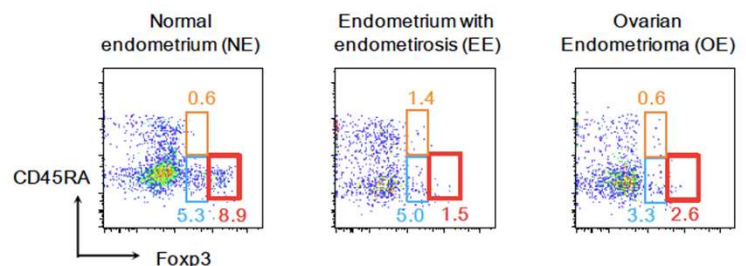 Normal
endometrium (NE)
Endometrium with
endometirosis (EE)
Ovarian
Endometrioma (OE)
0.6
1.4
0.6
CD45RA
5.3
8.9
5.0
1.5
3.3
2.6
Foxp3